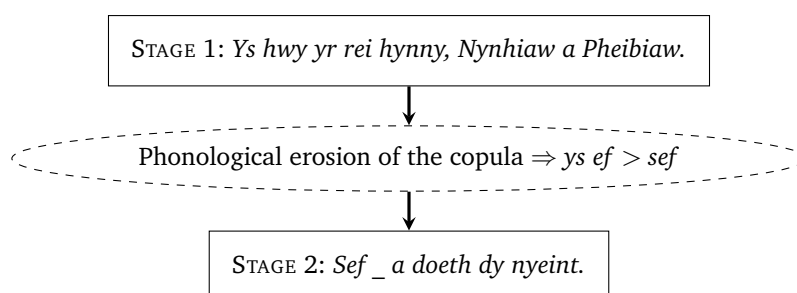 STAGE 1: Ys hwy yr rei hynny, Nynhiaw a Pheibiaw.
Phonological erosion of the copula ⇒ ys ef > sef
STAGE 2: Sef _ a doeth dy nyeint.